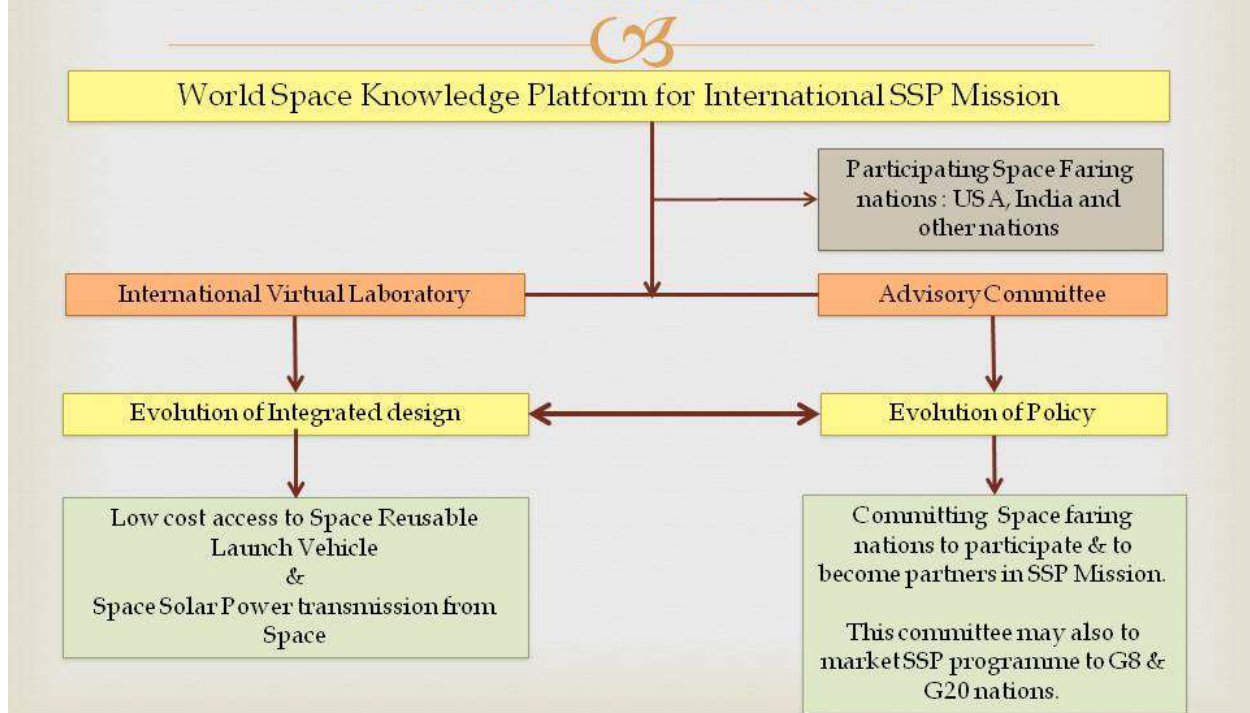 World Space Knowledge Platform for International SSP Mission
Participating Space Faring
nations : USA, India and
other nations
International Virtual Laboratory
Advisory Committee
Evolution of Integrated design
Evolution of Policy
Low cost access to Space Reusable
Launch Vehicle
&
Space Solar Power transmission from
Space
Committing Space faring
nations to participate & to
become partners in SSP Mission.
This committee may also to
market SSP programme to G8 &
G20 nations.